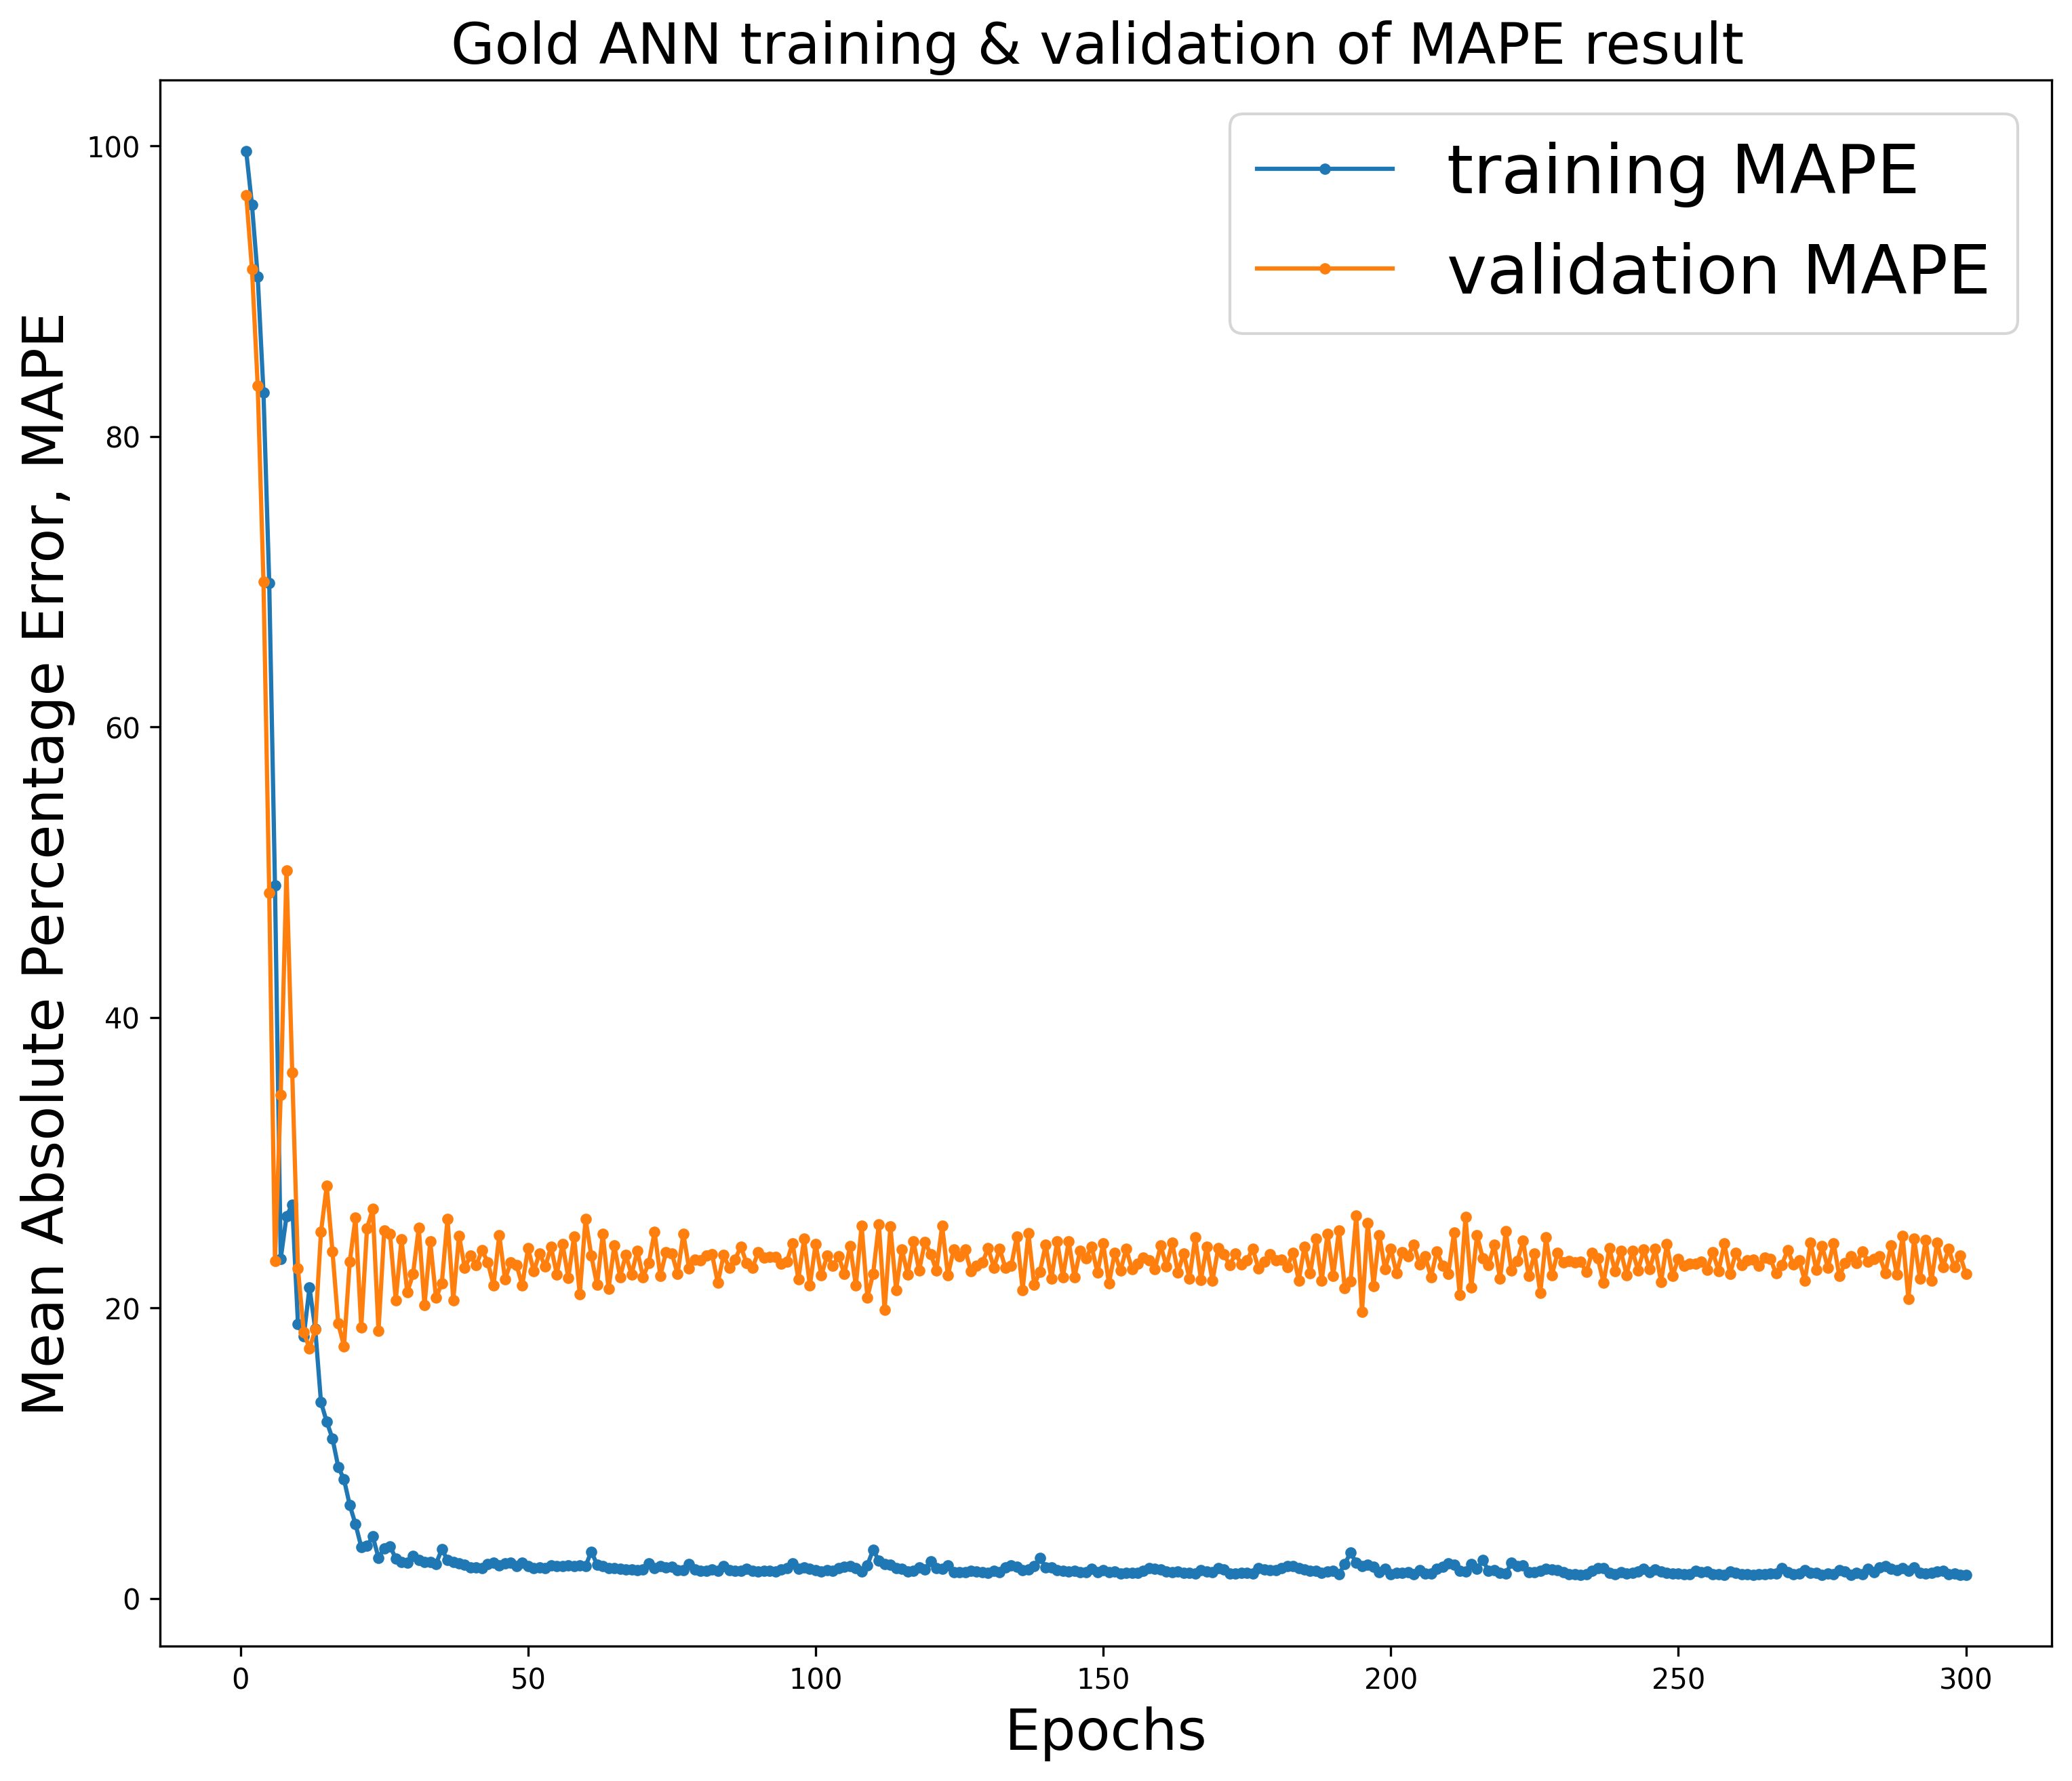 Gold ANN training & validation of MAPE result
training MAPE
validation MAPE
Mean Absolute Percentage Error, MAPE
100
80
60
40
20
0
0 50 100 150 200 250 300
Epochs